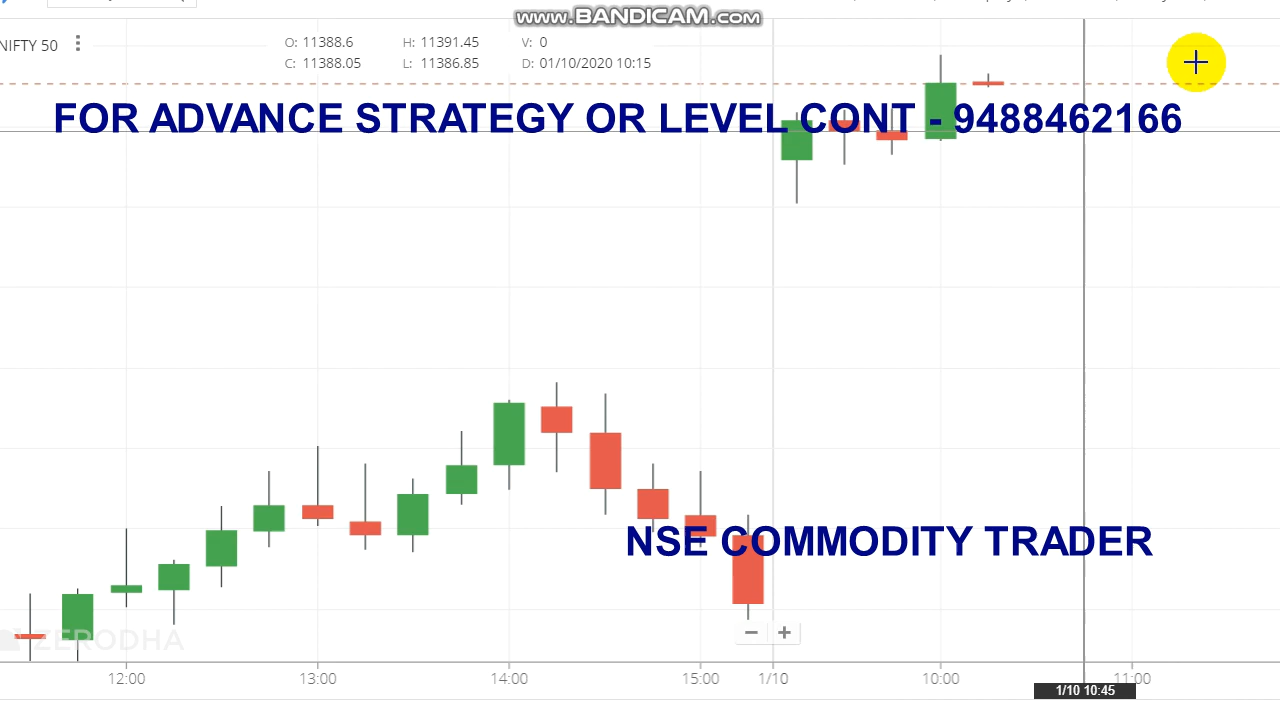 www.BANDICAM.com
NIFTY 50
O: 11388.6 H: 11391.45 V: 0
C: 11388.05 L: 11386.85 D: 01/10/2020 10:15
FOR ADVANCE STRATEGY OR LEVEL CONT - 9488462166
NSE COMMODITY TRADER
ZERODHA
12:00 13:00 14:00 15:00 1/10 10:00 11:00
1/10 10:45